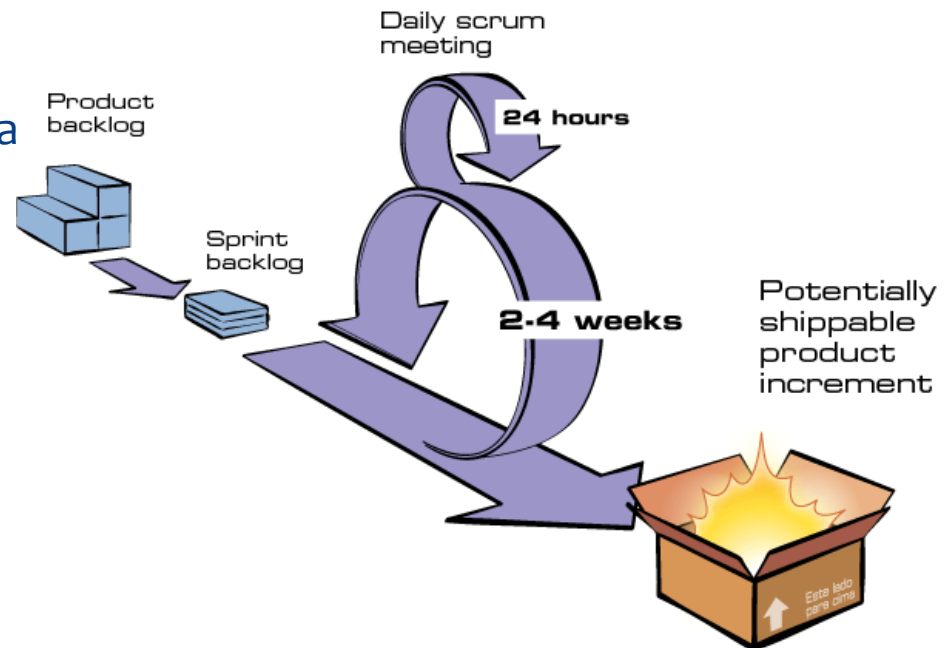 Daily scrum
meeting
Product
backlog
a
24 hours
Sprint
backlog
2-4 weeks
Potentially
shippable
product
increment
Este lado
para cima